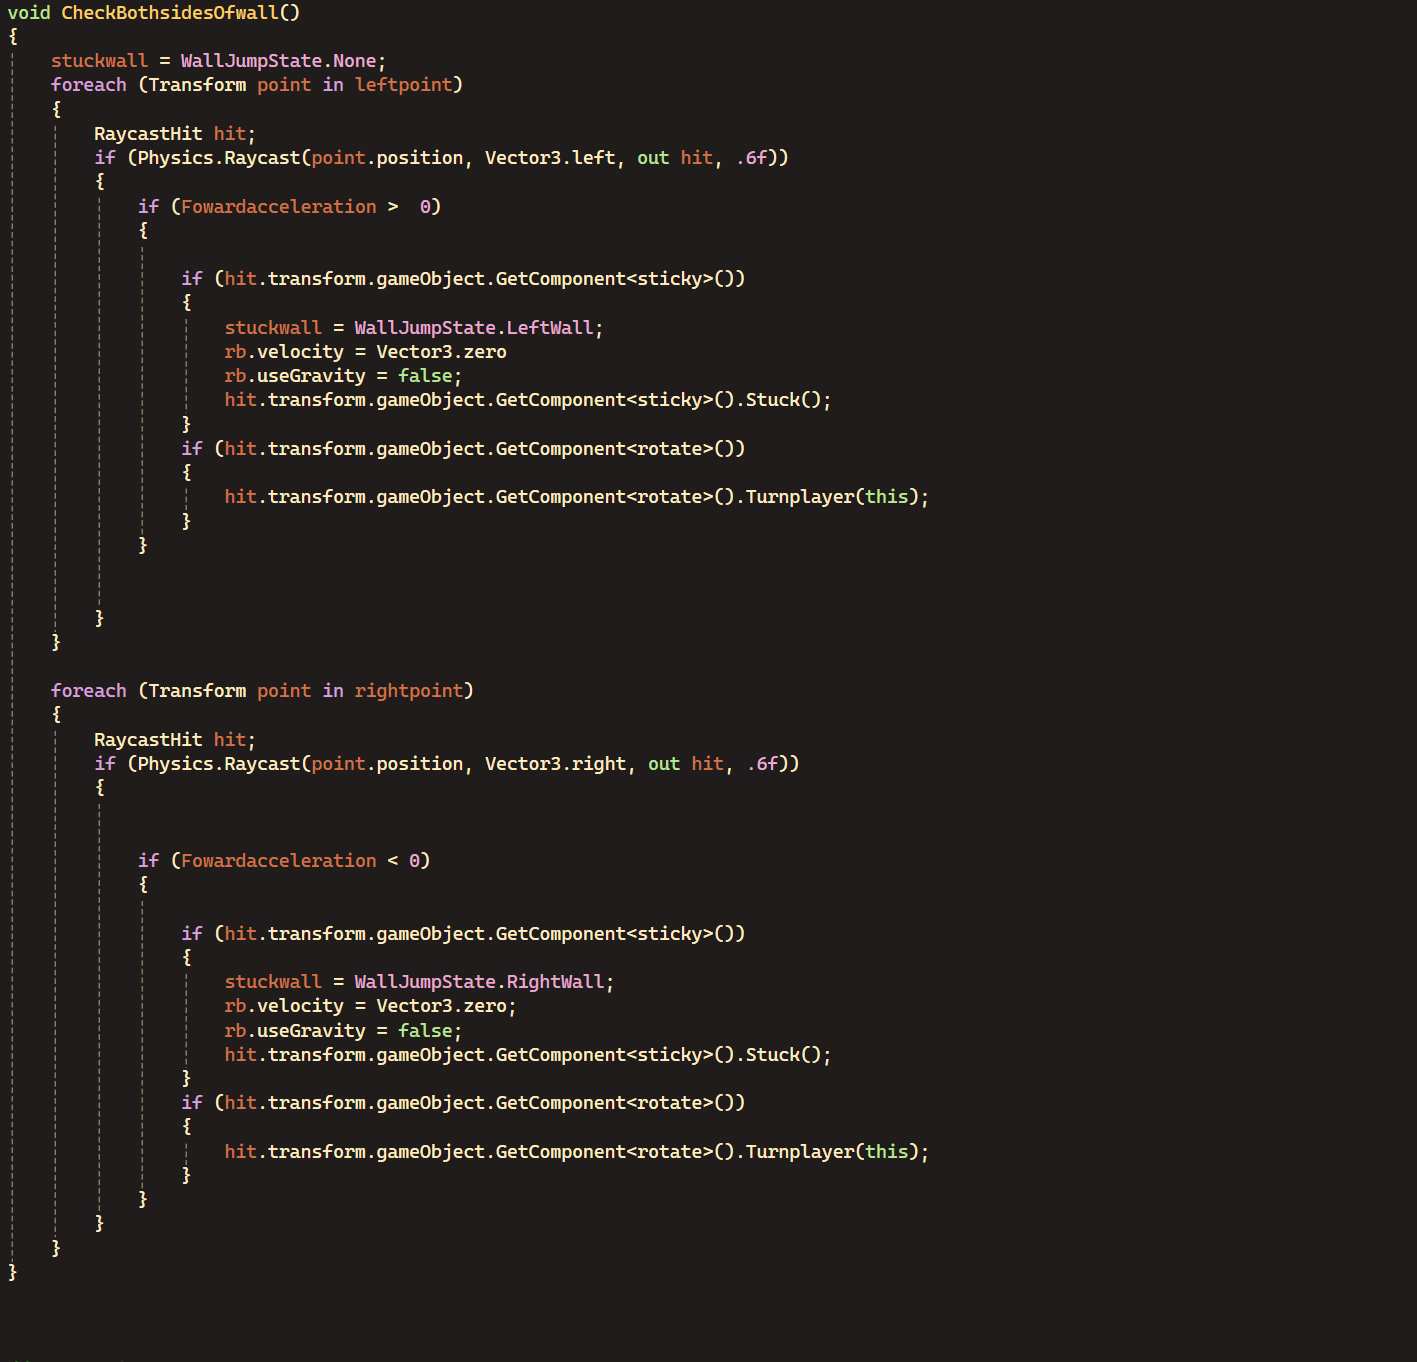 void CheckBothsidesOfwall()
{
    stuckwall = WallJumpState.None;
    foreach (Transform point in leftpoint)
    {
        RaycastHit hit;
        if (Physics.Raycast(point.position, Vector3.left, out hit, .6f))
        {
            if (Fowardacceleration >  0)
            {

                if (hit.transform.gameObject.GetComponent<sticky>())
                {
                    stuckwall = WallJumpState.LeftWall;
                    rb.velocity = Vector3.zero
                    rb.useGravity = false;
                    hit.transform.gameObject.GetComponent<sticky>().Stuck();
                }
                if (hit.transform.gameObject.GetComponent<rotate>())
                {
                    hit.transform.gameObject.GetComponent<rotate>().Turnplayer(this);
                }
            }


        }
    }

    foreach (Transform point in rightpoint)
    {
        RaycastHit hit;
        if (Physics.Raycast(point.position, Vector3.right, out hit, .6f))
        {


            if (Fowardacceleration < 0)
            {

                if (hit.transform.gameObject.GetComponent<sticky>())
                {
                    stuckwall = WallJumpState.RightWall;
                    rb.velocity = Vector3.zero;
                    rb.useGravity = false;
                    hit.transform.gameObject.GetComponent<sticky>().Stuck();
                }
                if (hit.transform.gameObject.GetComponent<rotate>())
                {
                    hit.transform.gameObject.GetComponent<rotate>().Turnplayer(this);
                }
            }
        }
    }
}